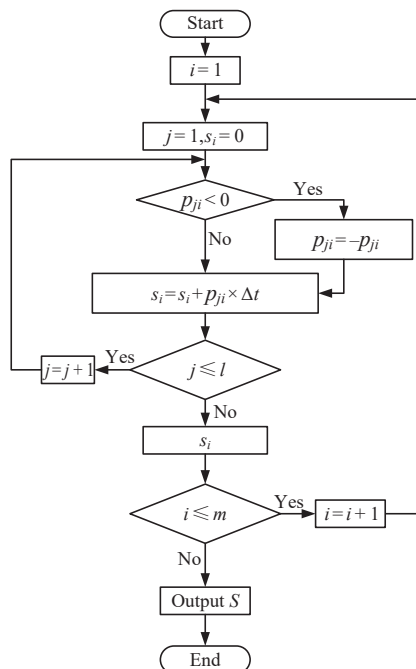 Start
i = 1
j = 1,sᵢ = 0
pⱼᵢ < 0
Yes
No
pⱼᵢ = –pⱼᵢ
sᵢ = sᵢ + pⱼᵢ × Δt
j ≤ l
Yes
j = j + 1
No
sᵢ
i ≤ m
Yes
i = i + 1
No
Output S
End